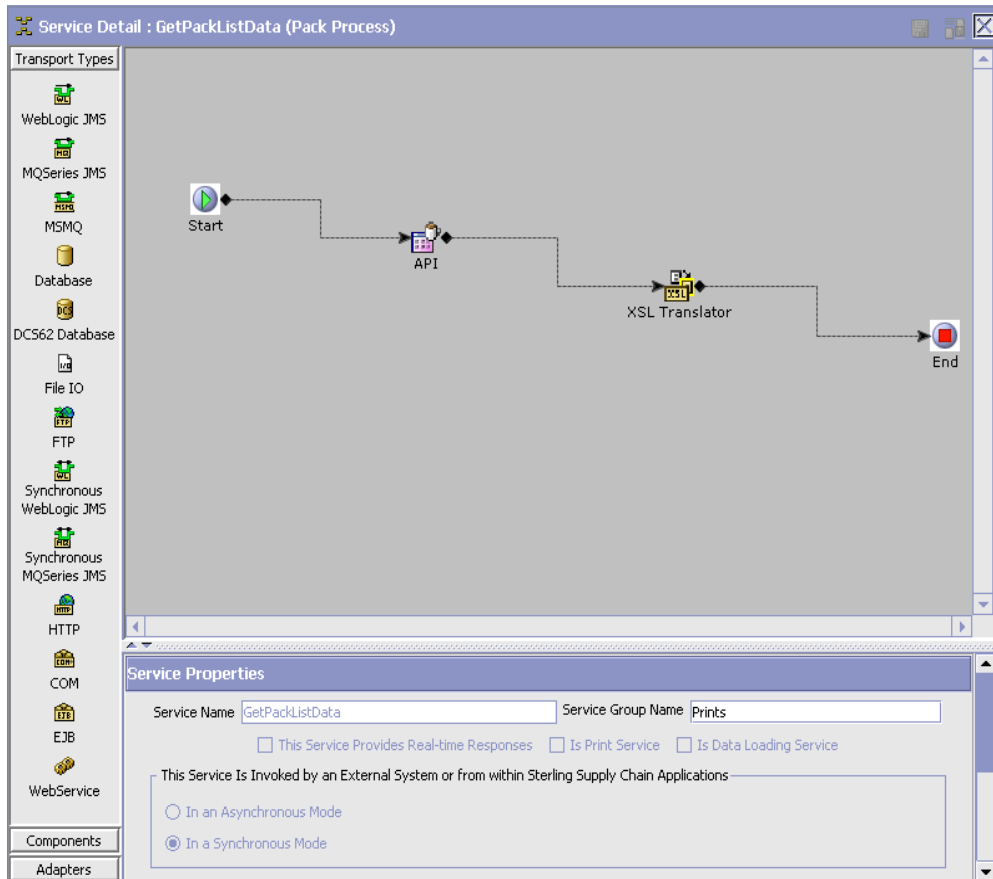 Service Detail : GetPackListData (Pack Process)
Transport Types
WebLogic JMS
MQSeries JMS
MSMQ
Database
DCS62 Database
File IO
FTP
Synchronous
WebLogic JMS
Synchronous
MQSeries JMS
HTTP
COM
EJB
WebService
Components
Adapters
Start
API
XSL Translator
End
Service Properties
Service Name GetPackListData Service Group Name Prints
This Service Provides Real-time Responses Is Print Service Is Data Loading Service
This Service Is Invoked by an External System or from within Sterling Supply Chain Applications
In an Asynchronous Mode
In a Synchronous Mode